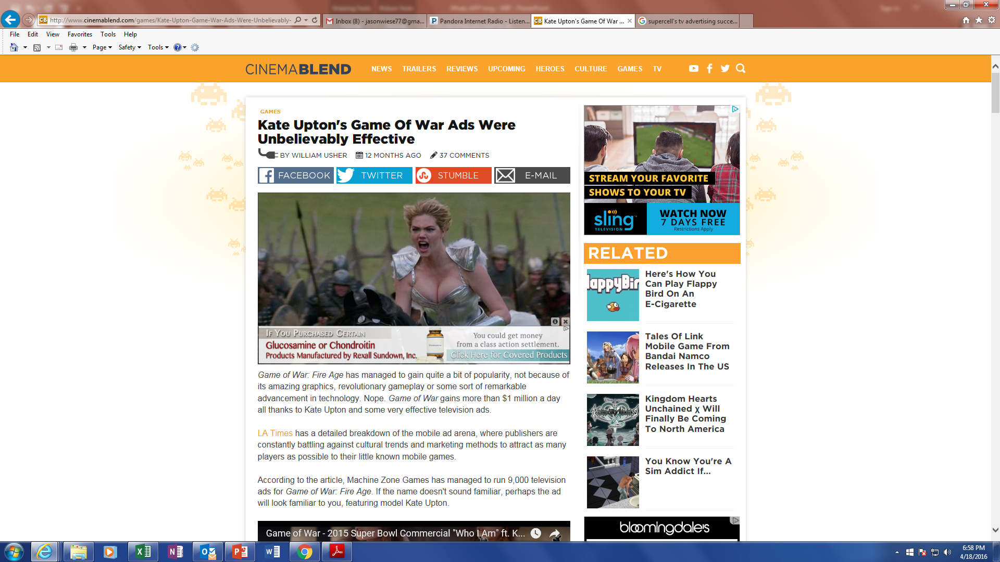 http://www.cinemablend.com/games/Kate-Upton-Game-War-Ads-Were-Unbelievably-
Inbox (8) - jasonwiese77@gma...
Pandora Internet Radio - Listen...
Kate Upton's Game Of War ...
supercell's tv advertising succe...
File Edit View Favorites Tools Help
Page Safety Tools
CINEMABLEND
NEWS TRAILERS REVIEWS UPCOMING HEROES CULTURE GAMES TV
GAMES
Kate Upton's Game Of War Ads Were
Unbelievably Effective
BY WILLIAM USHER 12 MONTHS AGO 37 COMMENTS
FACEBOOK TWITTER STUMBLE E-MAIL
IF YOU PURCHASED CERTAIN
Glucosamine or Chondroitin
Products Manufactured by Rexall Sundown, Inc.
You could get money
from a class action settlement.
Click Here for Covered Products
Game of War: Fire Age has managed to gain quite a bit of popularity, not because of
its amazing graphics, revolutionary gameplay or some sort of remarkable
advancement in technology. Nope. Game of War gains more than $1 million a day
all thanks to Kate Upton and some very effective television ads.
LA Times has a detailed breakdown of the mobile ad arena, where publishers are
constantly battling against cultural trends and marketing methods to attract as many
players as possible to their little known mobile games.
According to the article, Machine Zone Games has managed to run 9,000 television
ads for Game of War: Fire Age. If the name doesn't sound familiar, perhaps the ad
will look familiar to you, featuring model Kate Upton.
Game of War - 2015 Super Bowl Commercial "Who I Am" ft. K...
STREAM YOUR FAVORITE
SHOWS TO YOUR TV
sling
TELEVISION
WATCH NOW
7 DAYS FREE
Restrictions Apply
RELATED
Here's How You
Can Play Flappy
Bird On An
E-Cigarette
Tales Of Link
Mobile Game From
Bandai Namco
Releases In The US
Kingdom Hearts
Unchained χ Will
Finally Be Coming
To North America
You Know You're A
Sim Addict If...
bloomingdale's
6:58 PM
4/18/2016